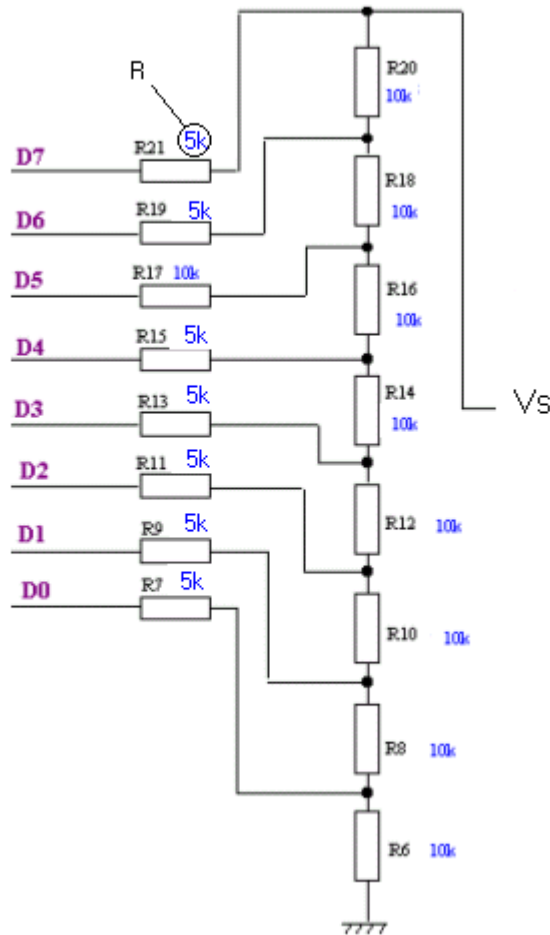 R20
10k
R
5k
R21
D7
R18
10k
R19 5k
D6
R17 10k
D5
R16
10k
R15 5k
D4
R14
10k
R13 5k
D3
Vs
R11 5k
D2
R12 10k
R9 5k
D1
R7 5k
D0
R10 10k
R8 10k
R6 10k